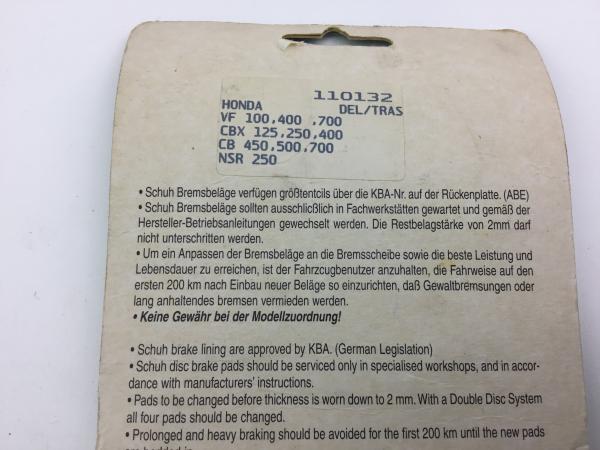 110132
HONDA DEL/TRAS
VF 100,400 ,700
CBX 125,250,400
CB 450,500,700
NSR 250
• Schuh Bremsbeläge verfügen größtentcils über die KBA-Nr. auf der Rückenplatte. (ABE)
• Schuh Bremsbeläge sollten ausschlicßlich in Fachwerkstätten gewartet und gemäß der
Hersteller-Betriebsanleitungen gewechselt werden. Die Restbelagstärke von 2mm darf
nicht unterschritten werden.
• Um ein Anpassen der Bremsbeläge an die Bremsscheibe sowie die beste Leistung und
Lebensdauer zu erreichen, ist der Fahrzcugbenutzer anzuhalten, die Fahrweise auf den
ersten 200 km nach Einbau neuer Beläge so einzurichten, daß Gewaltbremsungen oder
lang anhaltendes bremsen vermieden werden.
• Keine Gewähr bei der Modellzuordnung!
• Schuh brake lining are approved by KBA. (German Legislation)
• Schuh disc brake pads should be serviced only in specialised workshops, and in accor-
dance with manufacturers' instructions.
• Pads to be changed before thickness is worn down to 2 mm. With a Double Disc System
all four pads should be changed.
• Prolonged and heavy braking should be avoided for the first 200 km until the new pads
are bedded in.